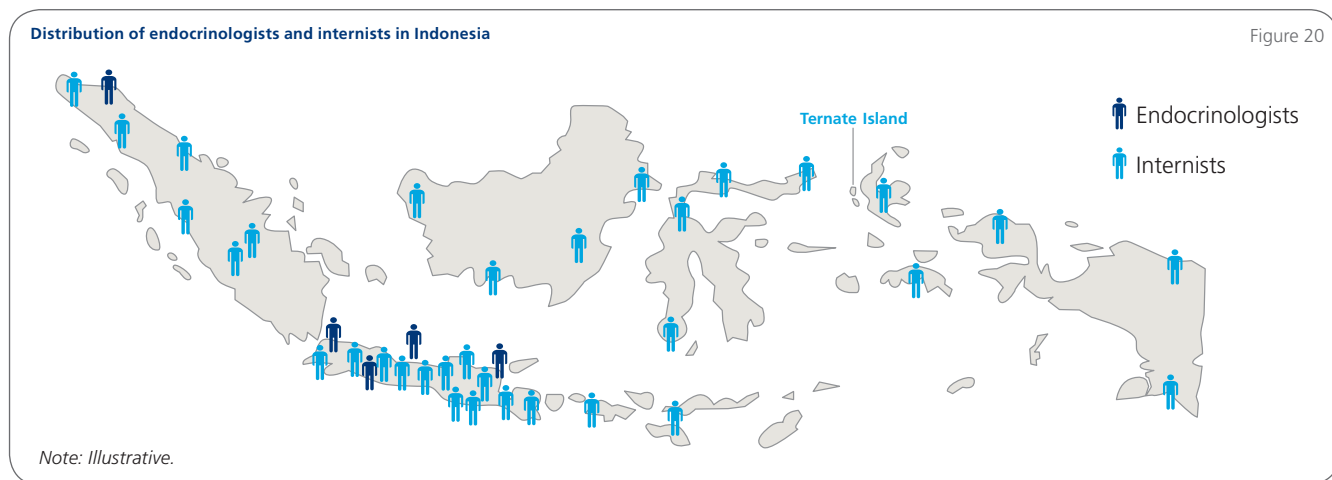 Distribution of endocrinologists and internists in Indonesia
Figure 20
Endocrinologists
Ternate Island
Internists
Note: Illustrative.